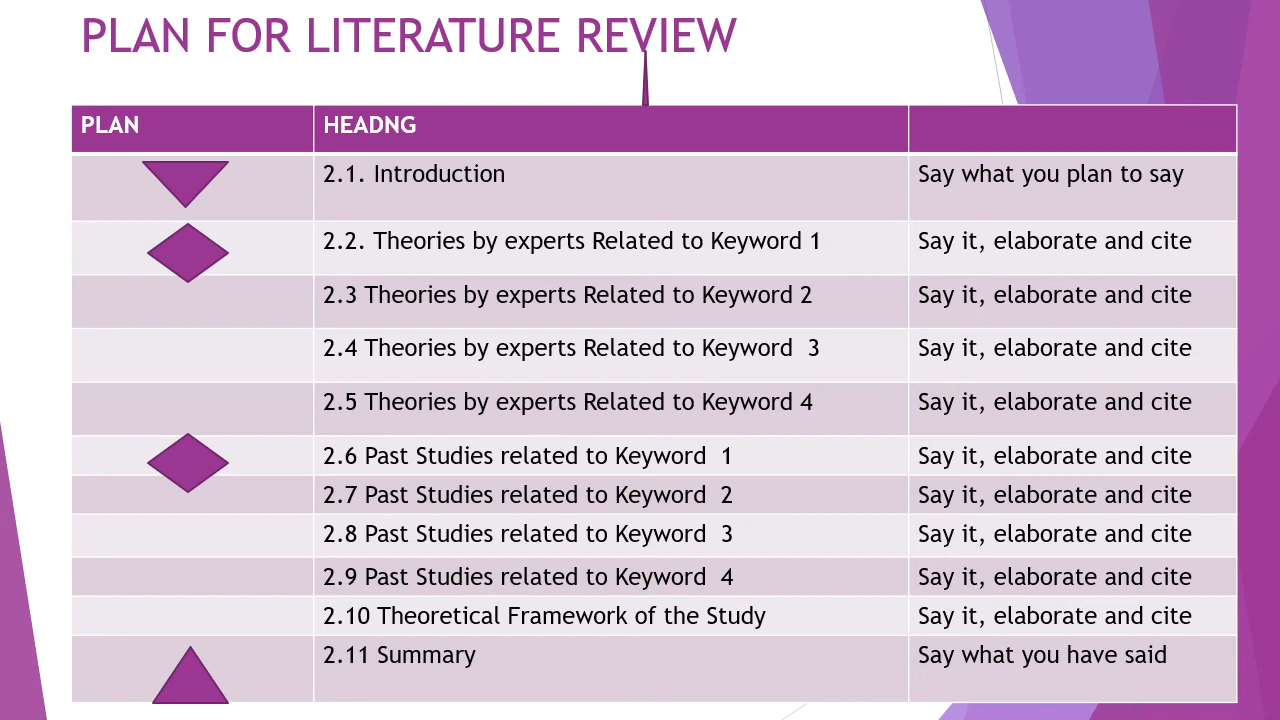 PLAN FOR LITERATURE REVIEW
PLAN HEADNG
2.1. Introduction Say what you plan to say
2.2. Theories by experts Related to Keyword 1 Say it, elaborate and cite
2.3 Theories by experts Related to Keyword 2 Say it, elaborate and cite
2.4 Theories by experts Related to Keyword  3 Say it, elaborate and cite
2.5 Theories by experts Related to Keyword 4 Say it, elaborate and cite
2.6 Past Studies related to Keyword  1 Say it, elaborate and cite
2.7 Past Studies related to Keyword  2 Say it, elaborate and cite
2.8 Past Studies related to Keyword  3 Say it, elaborate and cite
2.9 Past Studies related to Keyword  4 Say it, elaborate and cite
2.10 Theoretical Framework of the Study Say it, elaborate and cite
2.11 Summary Say what you have said